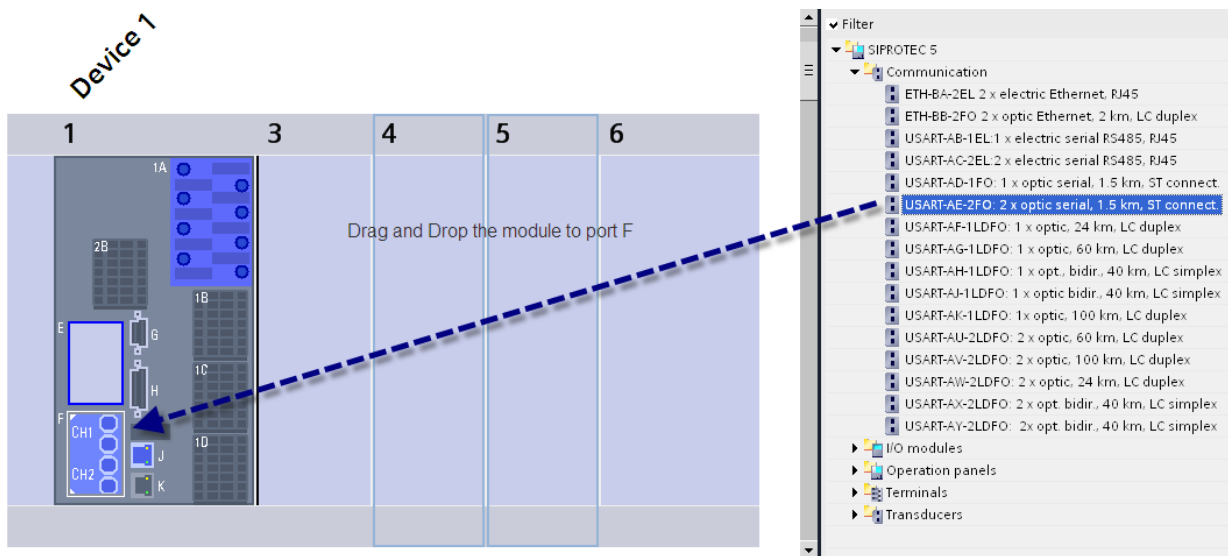 Device 1
1 3 4 5 6
1A
2B
1B
E
G
1C
H
F
CH1
1D
J
CH2
K
Drag and Drop the module to port F
Filter
SIPROTEC 5
Communication
ETH-BA-2EL 2 x electric Ethernet, RJ45
ETH-BB-2FO 2 x optic Ethernet, 2 km, LC duplex
USART-AB-1EL:1 x electric serial RS485, RJ45
USART-AC-2EL:2 x electric serial RS485, RJ45
USART-AD-1FO: 1 x optic serial, 1.5 km, ST connect.
USART-AE-2FO: 2 x optic serial, 1.5 km, ST connect.
USART-AF-1LDFO: 1 x optic, 24 km, LC duplex
USART-AG-1LDFO: 1 x optic, 60 km, LC duplex
USART-AH-1LDFO: 1 x opt., bidir., 40 km, LC simplex
USART-AJ-1LDFO: 1 x optic bidir., 40 km, LC simplex
USART-AK-1LDFO: 1x optic, 100 km, LC duplex
USART-AU-2LDFO: 2 x optic, 60 km, LC duplex
USART-AV-2LDFO: 2 x optic, 100 km, LC duplex
USART-AW-2LDFO: 2 x optic, 24 km, LC duplex
USART-AX-2LDFO: 2 x opt. bidir., 40 km, LC simplex
USART-AY-2LDFO:  2x opt. bidir., 40 km, LC simplex
I/O modules
Operation panels
Terminals
Transducers